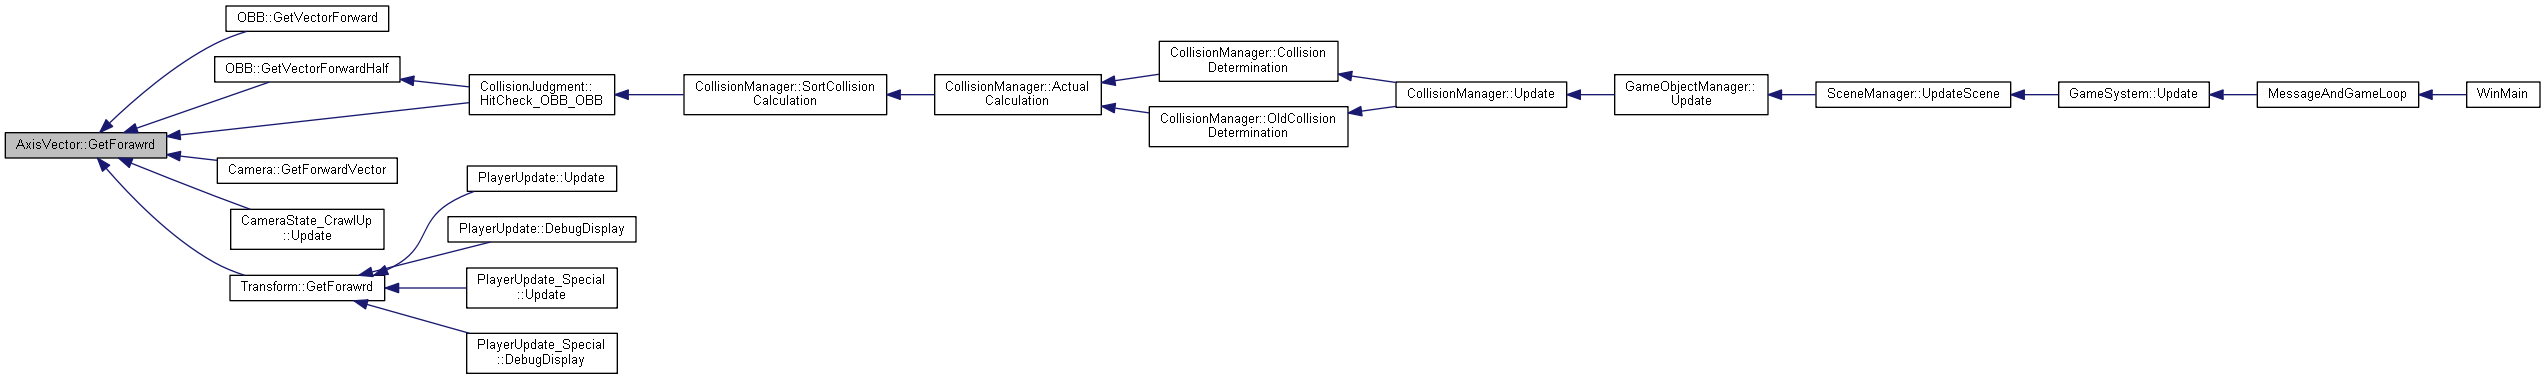 OBB::GetVectorForward
OBB::GetVectorForwardHalf
AxisVector::GetForawrd
CollisionJudgment::
HitCheck_OBB_OBB
CollisionManager::SortCollision
Calculation
CollisionManager::Actual
Calculation
CollisionManager::Collision
Determination
CollisionManager::OldCollision
Determination
CollisionManager::Update
GameObjectManager::
Update
SceneManager::UpdateScene
GameSystem::Update
MessageAndGameLoop
WinMain
Camera::GetForwardVector
CameraState_CrawlUp
::Update
Transform::GetForawrd
PlayerUpdate::Update
PlayerUpdate::DebugDisplay
PlayerUpdate_Special
::Update
PlayerUpdate_Special
::DebugDisplay